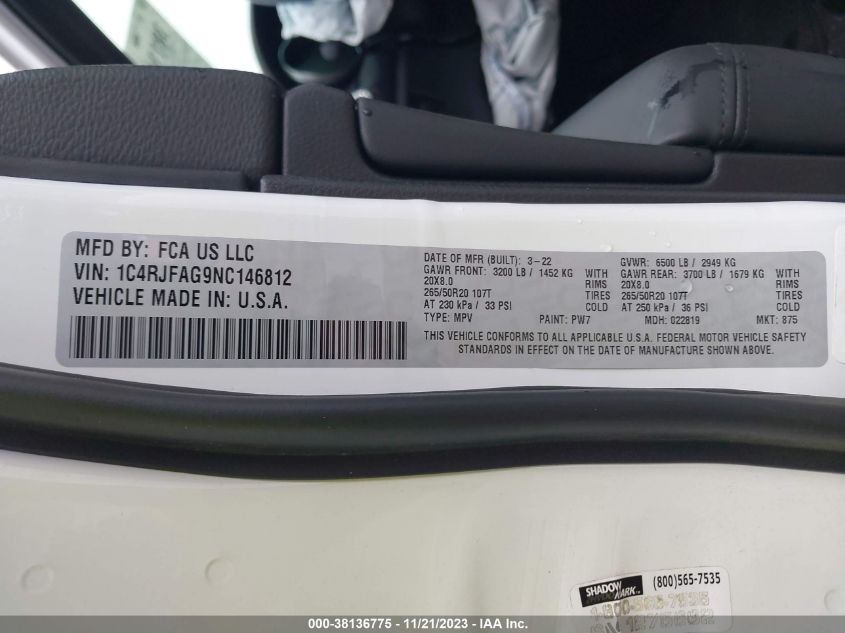 MFD BY: FCA US LLC
VIN: 1C4RJFAG9NC146812
VEHICLE MADE IN: U.S.A.
DATE OF MFR (BUILT): 3-22 GVWR: 6500 LB / 2949 KG
GAWR FRONT: 3200 LB / 1452 KG WITH GAWR REAR: 3700 LB / 1679 KG WITH
20X8.0 RIMS 20X8.0 RIMS
265/50R20 107T TIRES 265/50R20 107T TIRES
AT 230 kPa / 33 PSI COLD AT 250 kPa / 36 PSI COLD
TYPE: MPV PAINT: PW7 MDH: 022819 MKT: 875
THIS VEHICLE CONFORMS TO ALL APPLICABLE U.S.A. FEDERAL MOTOR VEHICLE SAFETY
STANDARDS IN EFFECT ON THE DATE OF MANUFACTURE SHOWN ABOVE.
SHADOW (800)565-7535
MARK
000-38136775 - 11/21/2023 - IAA Inc.